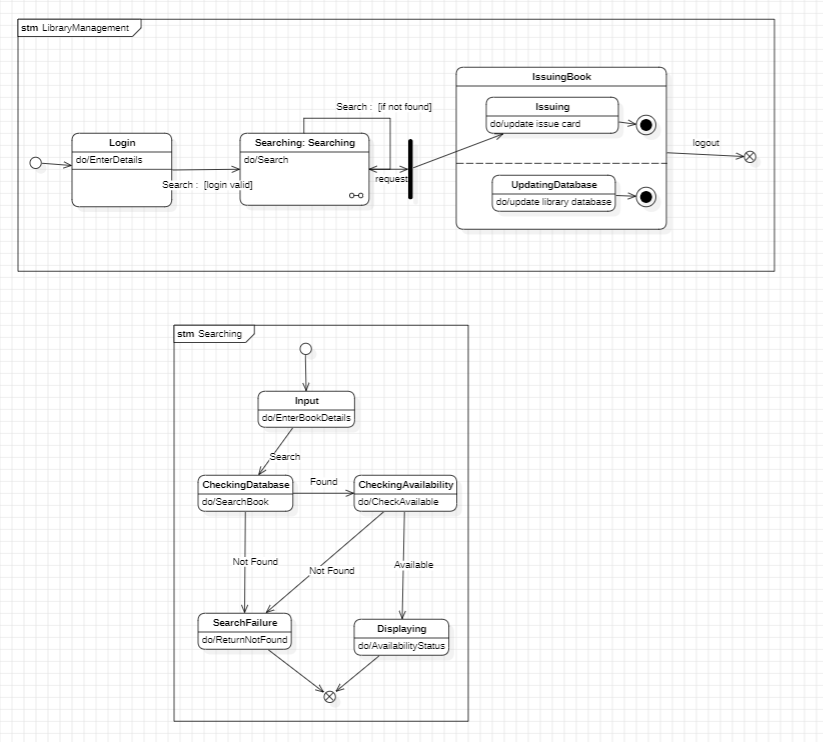 stm LibraryManagement
IssuingBook
Search : [if not found]
Issuing
do/update issue card
Login
do/EnterDetails
Searching: Searching
do/Search
logout
Search : [login valid]
request
UpdatingDatabase
do/update library database
stm Searching
Input
do/EnterBookDetails
Search
CheckingDatabase
do/SearchBook
Found
CheckingAvailability
do/CheckAvailable
Not Found
Not Found
Available
SearchFailure
do/ReturnNotFound
Displaying
do/AvailabilityStatus